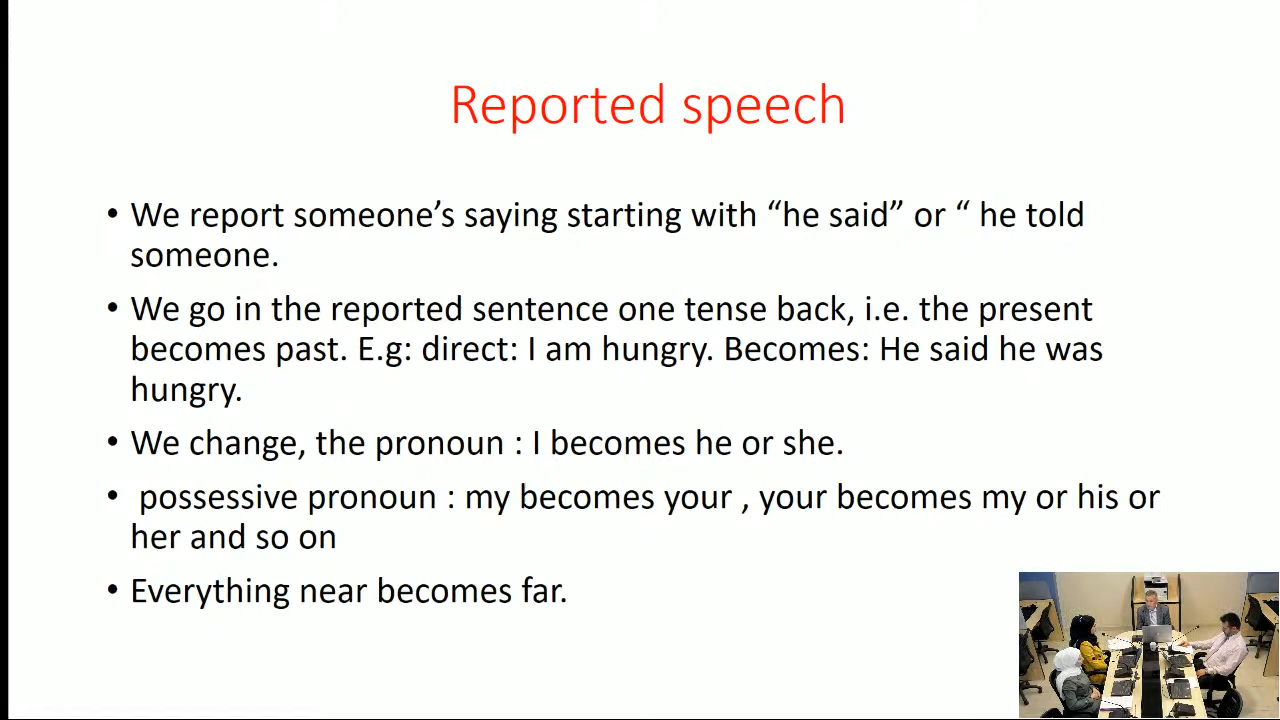 Reported speech
• We report someone’s saying starting with “he said” or “ he told
someone.
• We go in the reported sentence one tense back, i.e. the present
becomes past. E.g: direct: I am hungry. Becomes: He said he was
hungry.
• We change, the pronoun : I becomes he or she.
• possessive pronoun : my becomes your , your becomes my or his or
her and so on
• Everything near becomes far.